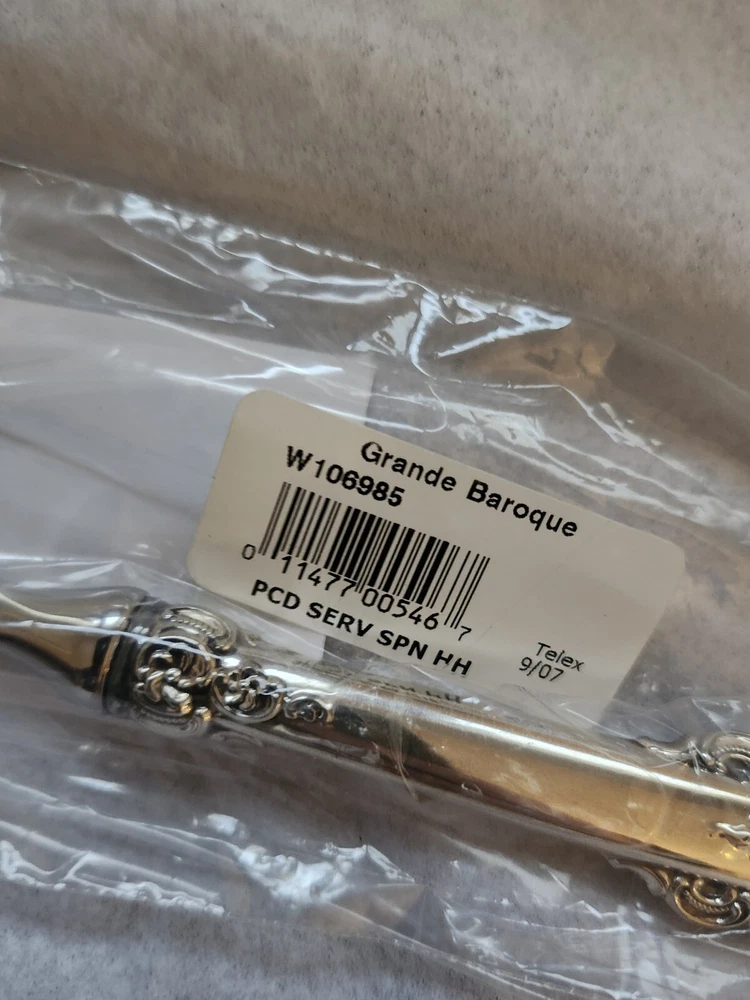 Grande Baroque
W106985
0 11477 00546 7
PCD SERV SPN HH
Telex
9/07